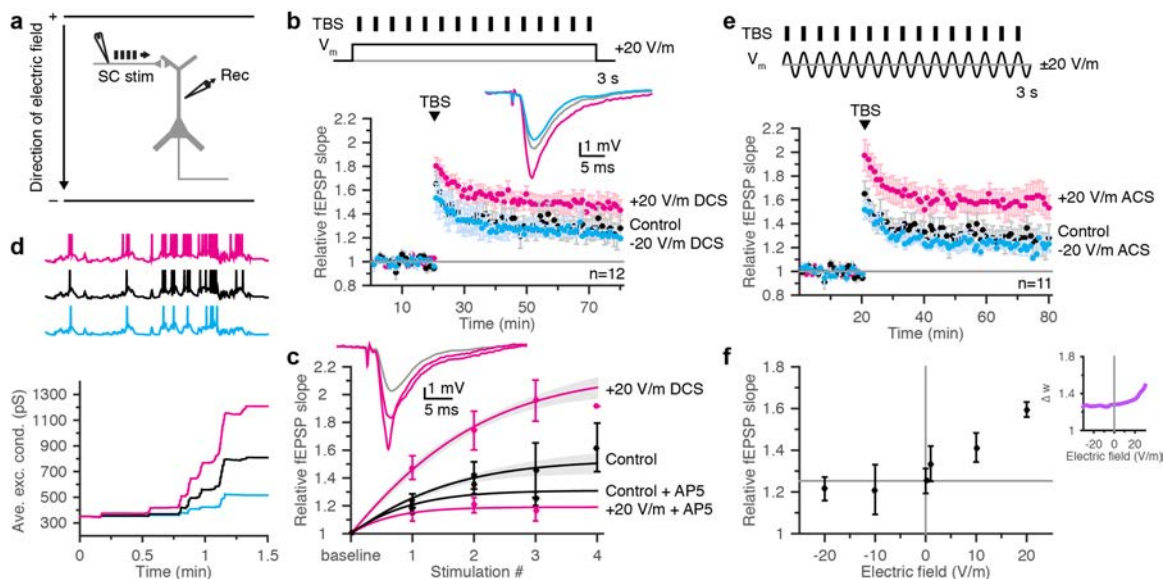 a
+
Direction of electric field
SC stim
Rec
−
b
TBS
Vm
+20 V/m
3 s
TBS
1 mV
5 ms
Relative fEPSP slope
2.2
2.0
1.8
1.6
1.4
1.2
1
0.8
+20 V/m DCS
Control
-20 V/m DCS
n=12
10
30
50
70
Time (min)
e
TBS
Vm
±20 V/m
3 s
TBS
Relative fEPSP slope
2.2
2.0
1.8
1.6
1.4
1.2
1
0.8
+20 V/m ACS
Control
-20 V/m ACS
n=11
20
40
60
80
Time (min)
d
Ave. exc. cond. (pS)
1300
1100
900
700
500
300
0
0.5
1
1.5
Time (min)
c
1 mV
5 ms
Relative fEPSP slope
2.2
2.0
1.8
1.6
1.4
1.2
1.0
+20 V/m DCS
Control
Control + AP5
+20 V/m + AP5
baseline
1
2
3
4
Stimulation #
f
Relative fEPSP slope
1.8
1.6
1.4
1.2
1.0
-20
-10
0
10
20
Electric field (V/m)
Δ w
1.8
1.4
1
-20
0
20
Electric field
(V/m)